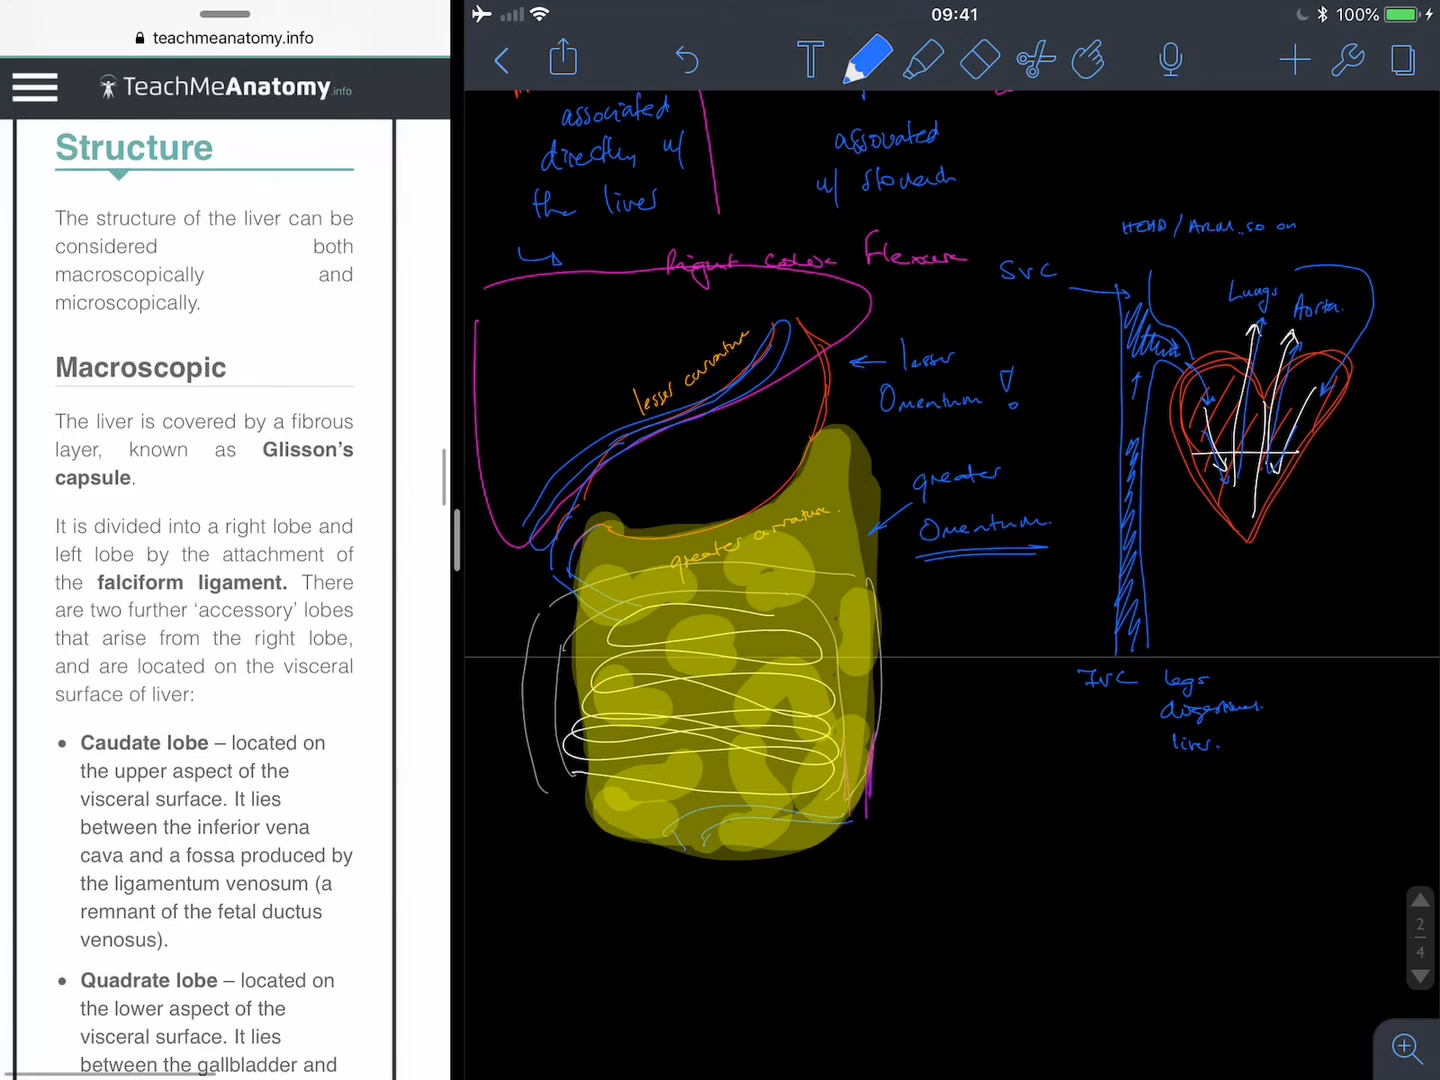 teachmeanatomy.info
TeachMeAnatomy.info
Structure
The structure of the liver can be
considered both
macroscopically and
microscopically.
Macroscopic
The liver is covered by a fibrous
layer, known as Glisson's
capsule.
It is divided into a right lobe and
left lobe by the attachment of
the falciform ligament. There
are two further 'accessory' lobes
that arise from the right lobe,
and are located on the visceral
surface of liver:
• Caudate lobe – located on
the upper aspect of the
visceral surface. It lies
between the inferior vena
cava and a fossa produced by
the ligamentum venosum (a
remnant of the fetal ductus
venosus).
• Quadrate lobe – located on
the lower aspect of the
visceral surface. It lies
between the gallbladder and
09:41
100%
T
associated
directly w/
the liver
associated
w/ stomach
Right colic Flexure
lesser curvature
← lesser
Omentum !
greater
Omentum.
greater curvature.
HEAD / ARM.. so on
SVC
Lungs
Aorta.
IVC legs
liver.
2
4